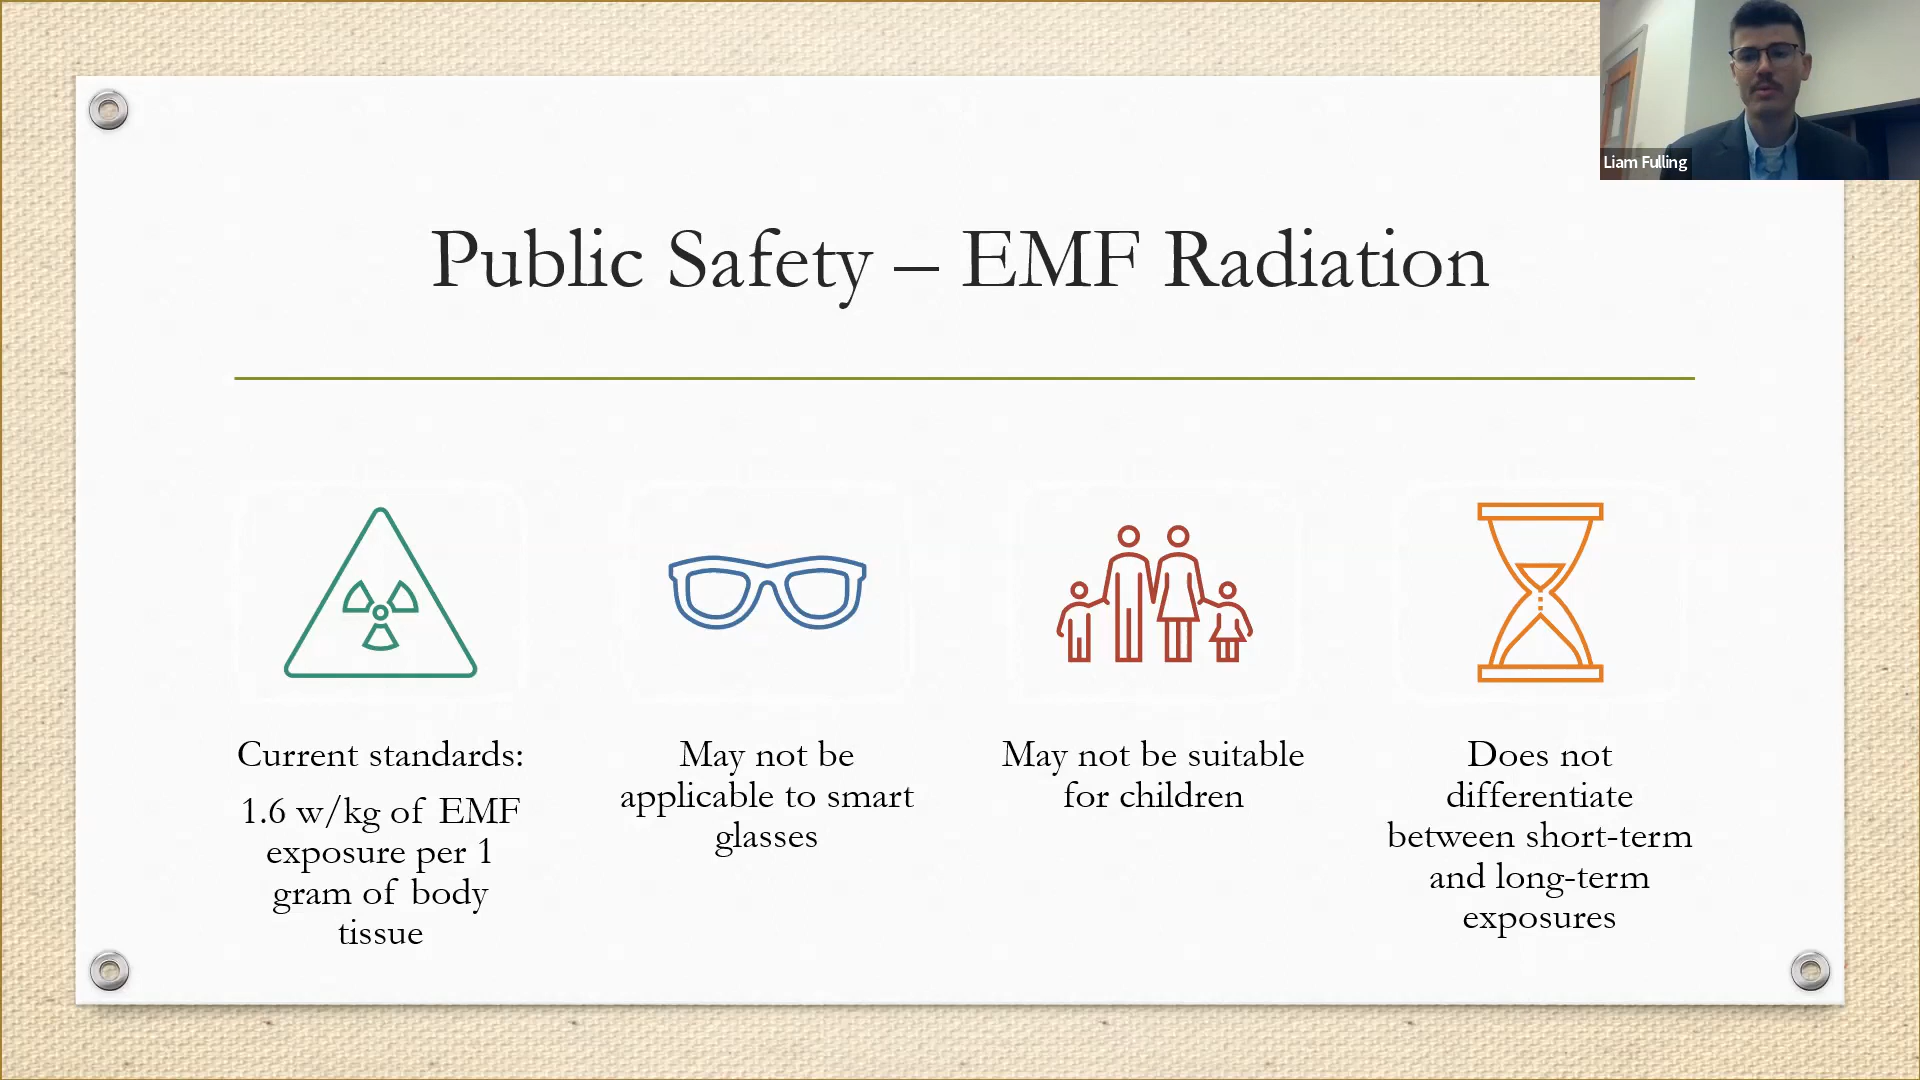 Liam Fulling
Public Safety – EMF Radiation
Current standards:
1.6 w/kg of EMF
exposure per 1
gram of body
tissue
May not be
applicable to smart
glasses
May not be suitable
for children
Does not
differentiate
between short-term
and long-term
exposures